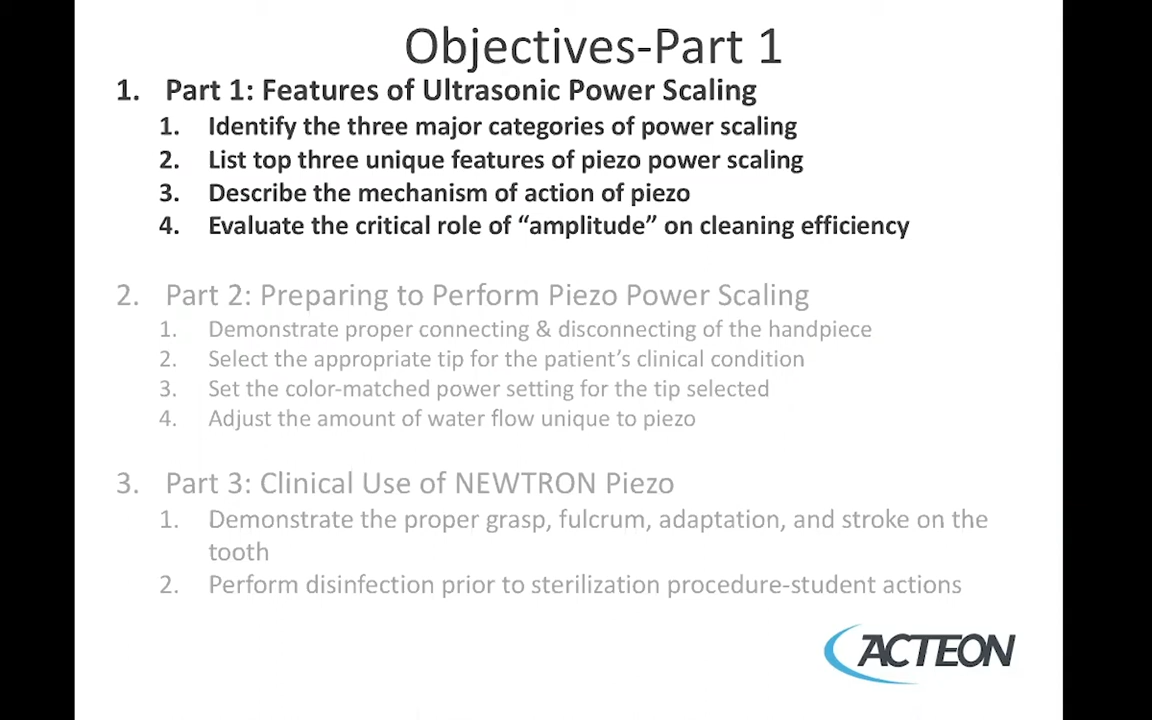 Objectives-Part 1
1. Part 1: Features of Ultrasonic Power Scaling
1. Identify the three major categories of power scaling
2. List top three unique features of piezo power scaling
3. Describe the mechanism of action of piezo
4. Evaluate the critical role of “amplitude” on cleaning efficiency
2. Part 2: Preparing to Perform Piezo Power Scaling
1. Demonstrate proper connecting & disconnecting of the handpiece
2. Select the appropriate tip for the patient’s clinical condition
3. Set the color-matched power setting for the tip selected
4. Adjust the amount of water flow unique to piezo
3. Part 3: Clinical Use of NEWTRON Piezo
1. Demonstrate the proper grasp, fulcrum, adaptation, and stroke on the
tooth
2. Perform disinfection prior to sterilization procedure-student actions
ACTEON